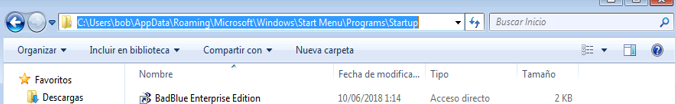 C:\Users\bob\AppData\Roaming\Microsoft\Windows\Start Menu\Programs\Startup
Buscar Inicio
Organizar Incluir en biblioteca Compartir con Nueva carpeta
Favoritos Nombre Fecha de modifica... Tipo Tamaño
Descargas BadBlue Enterprise Edition 10/06/2018 1:14 Acceso directo 2 KB